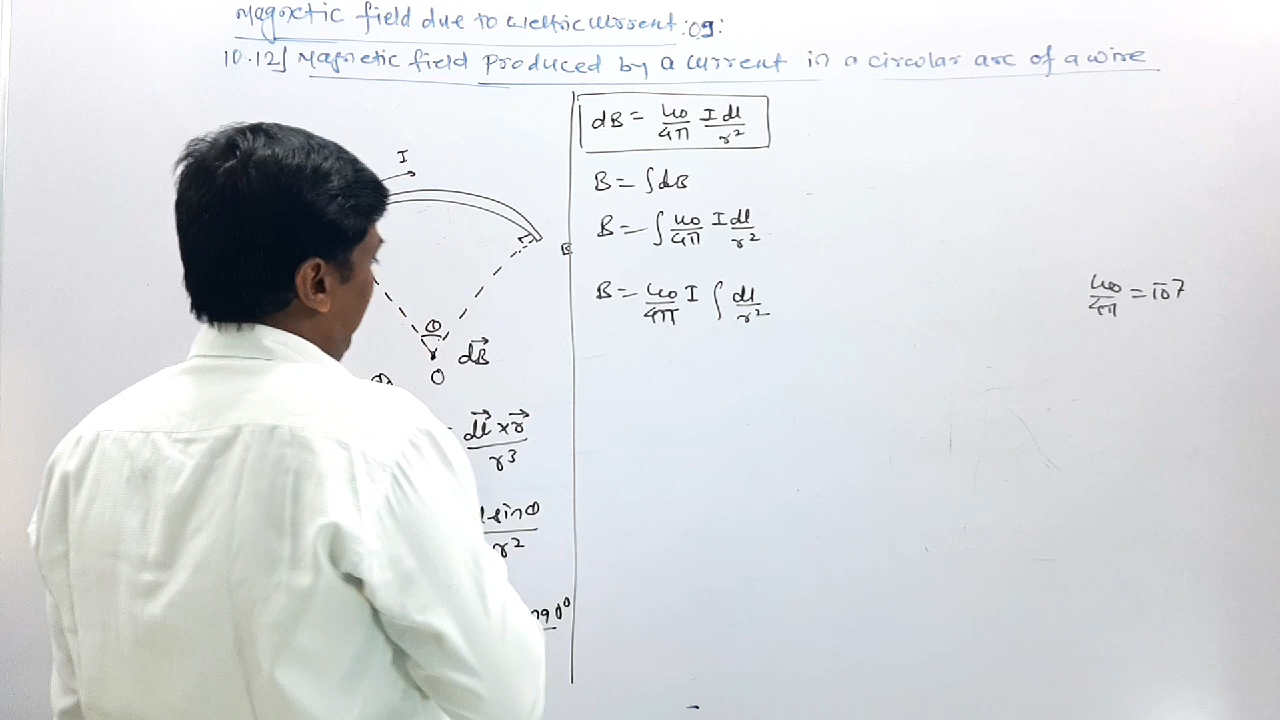 Magnetic field due to electric current: 09:
10.12] Magnetic field produced by a current in a circular arc of a wire
I
B
θ
dB⃗
O
dl⃗ × r⃗ / r³
sinθ / r²
90°
dB = μ₀/4π I dl/r²
B = ∫dB
B = ∫ μ₀/4π I dl/r²
B = μ₀/4π I ∫ dl/r²
μ₀/4π = 10⁻⁷